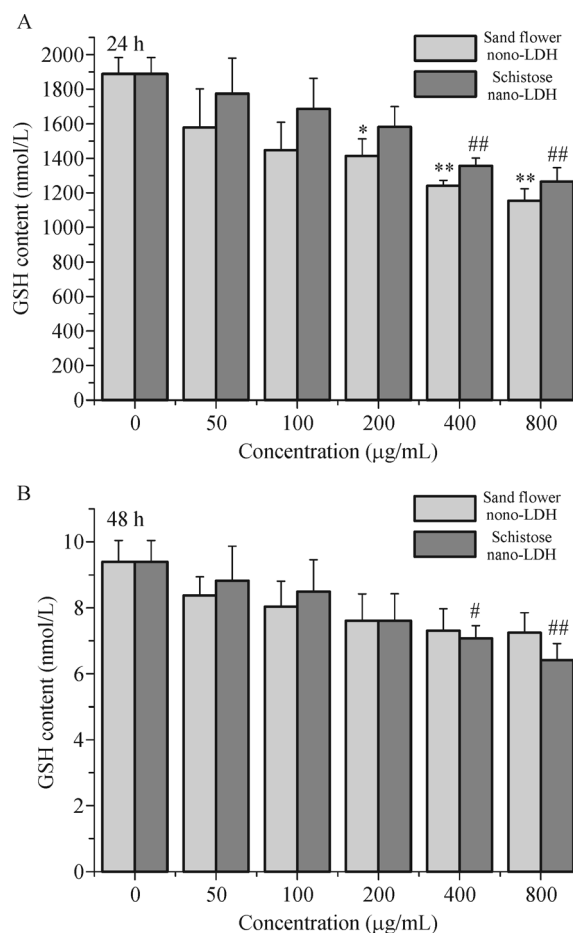 A
24 h
Sand flower
nono-LDH
Schistose
nano-LDH
GSH content (nmol/L)
2000
1800
1600
1400
1200
1000
800
600
400
200
0
*
**
##
**
##
0 50 100 200 400 800
Concentration (μg/mL)
B
48 h
Sand flower
nono-LDH
Schistose
nano-LDH
GSH content (nmol/L)
10
8
6
4
2
0
#
##
0 50 100 200 400 800
Concentration (μg/mL)